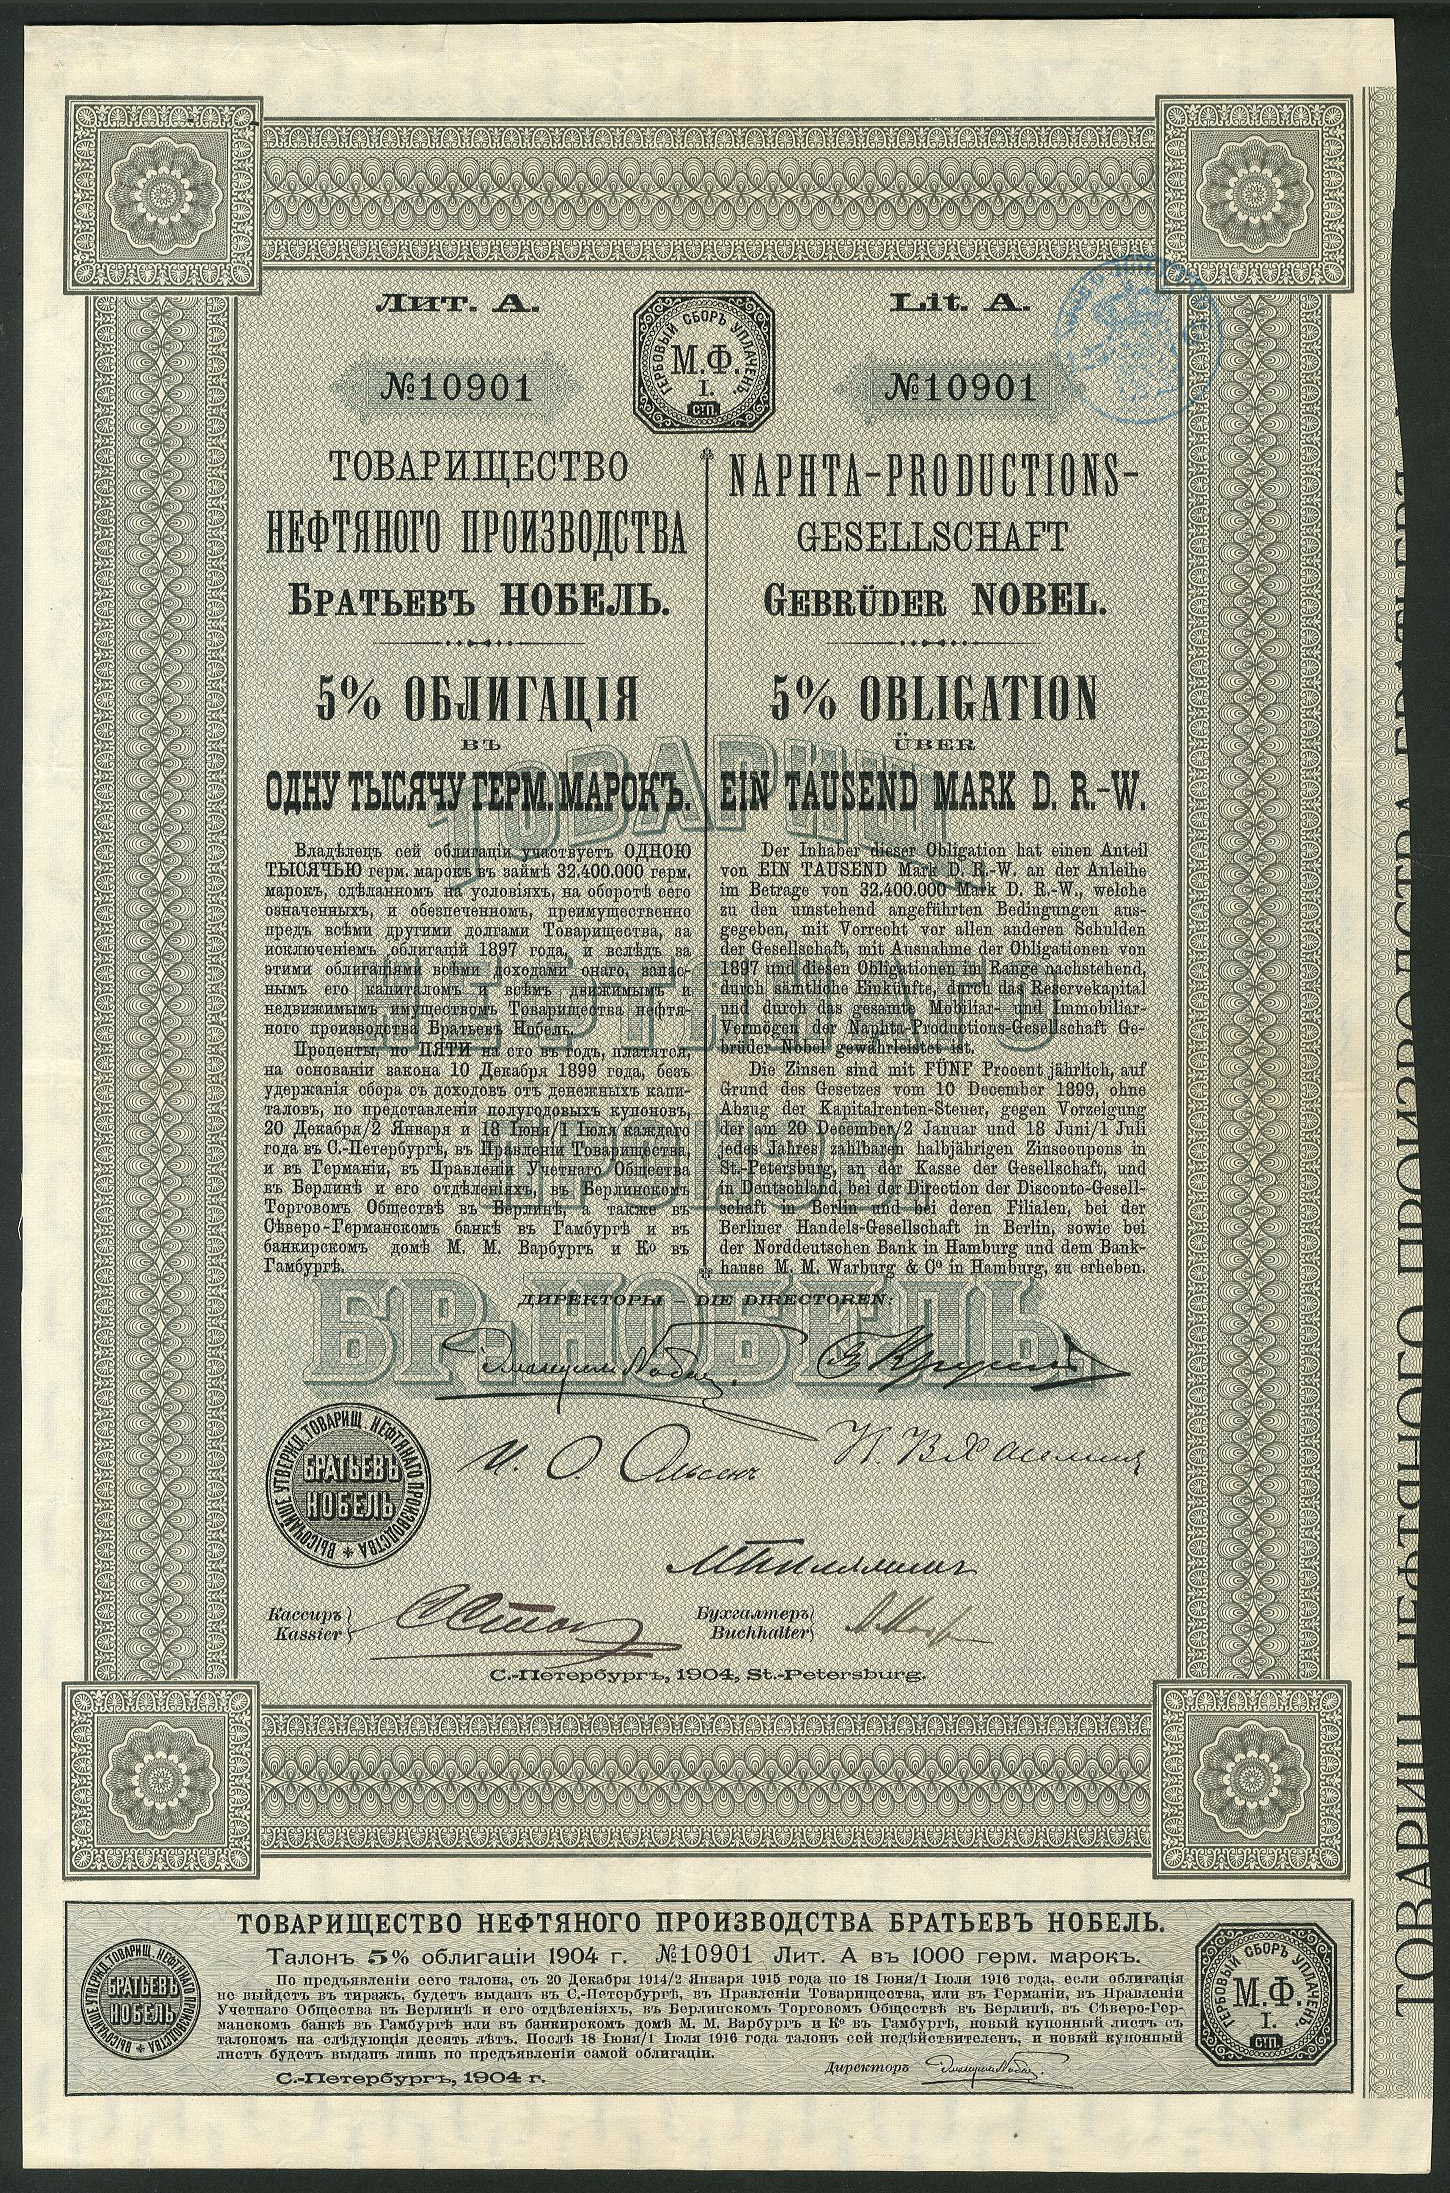 Лит. А.
№10901
ГЕРБОВЫЙ СБОРЪ УПЛАЧЕНЪ.
М.Ф.
I.
С·П.
Lit. A.
№10901
ТОВАРИЩЕСТВО
НЕФТЯНОГО ПРОИЗВОДСТВА
БРАТЬЕВЪ НОБЕЛЬ.
5% ОБЛИГАЦІЯ
ВЪ
ОДНУ ТЫСЯЧУ ГЕРМ. МАРОКЪ.
Владѣлецъ сей облигаціи участвуетъ ОДНОЮ
ТЫСЯЧЬЮ герм. марокъ въ займѣ 32.400.000 герм.
марокъ, сдѣланномъ на условіяхъ, на оборотѣ сего
означенныхъ, и обезпеченномъ, преимущественно
предъ всѣми другими долгами Товарищества, за
исключеніемъ облигацій 1897 года, и вслѣдъ за
этими облигаціями всѣми доходами онаго, запас-
нымъ его капиталомъ и всѣмъ движимымъ и
недвижимымъ имуществомъ Товарищества нефтя-
ного производства Братьевъ Нобель.
Проценты, по ПЯТИ на сто въ годъ, платятся,
на основаніи закона 10 Декабря 1899 года, безъ
удержанія сбора съ доходовъ отъ денежныхъ капи-
таловъ, по представленіи полугодовыхъ купоновъ,
20 Декабря/2 Января и 18 Іюня/1 Іюля каждаго
года въ С.-Петербургѣ, въ Правленіи Товарищества,
и въ Германіи, въ Правленіи Учетнаго Общества
въ Берлинѣ и его отдѣленіяхъ, въ Берлинскомъ
Торговомъ Обществѣ въ Берлинѣ, а также въ
Сѣверо-Германскомъ банкѣ въ Гамбургѣ и въ
банкирскомъ домѣ М. М. Варбургъ и Кº въ
Гамбургѣ.
NAPHTA-PRODUCTIONS-
GESELLSCHAFT
GEBRÜDER NOBEL.
5% OBLIGATION
ÜBER
EIN TAUSEND MARK D. R.-W.
Der Inhaber dieser Obligation hat einen Anteil
von EIN TAUSEND Mark D. R.-W. an der Anleihe
im Betrage von 32.400.000 Mark D. R.-W., welche
zu den umstehend angeführten Bedingungen aus-
gegeben, mit Vorrecht vor allen anderen Schulden
der Gesellschaft, mit Ausnahme der Obligationen von
1897 und diesen Obligationen im Range nachstehend,
durch sämtliche Einkünfte, durch das Reservekapital
und durch das gesamte Mobiliar- und Immobiliar-
Vermögen der Naphta-Productions-Gesellschaft Ge-
brüder Nobel gewährleistet ist.
Die Zinsen sind mit FÜNF Procent jährlich, auf
Grund des Gesetzes vom 10 December 1899, ohne
Abzug der Kapitalrenten-Steuer, gegen Vorzeigung
der am 20 December/2 Januar und 18 Juni/1 Juli
jedes Jahres zahlbaren halbjährigen Zinscoupons in
St.-Petersburg, an der Kasse der Gesellschaft, und
in Deutschland, bei der Direction der Disconto-Gesell-
schaft in Berlin und bei deren Filialen, bei der
Berliner Handels-Gesellschaft in Berlin, sowie bei
der Norddeutschen Bank in Hamburg und dem Bank-
hause M. M. Warburg & Cº in Hamburg, zu erheben.
ТОВАРИЩ
НЕФТЯНАГО
ПРОИЗВ.
БР. НОБЕЛЬ.
ДИРЕКТОРЫ – DIE DIRECTOREN:
И. О. Ольсенъ
ВЫСОЧАЙШЕ УТВЕРЖД. ТОВАРИЩ. НЕФТЯНАГО ПРОИЗВОДСТВА
БРАТЬЕВЪ
НОБЕЛЬ
Кассиръ
Kassier
Бухгалтеръ
Buchhalter
С.-Петербургъ, 1904, St.-Petersburg.
ТОВАРИЩЕСТВО НЕФТЯНОГО ПРОИЗВОДСТВА БРАТЬЕВЪ НОБЕЛЬ.
Талонъ 5% облигаціи 1904 г. №10901 Лит. А въ 1000 герм. марокъ.
По предъявленіи сего талона, съ 20 Декабря 1914/2 Января 1915 года по 18 Іюня/1 Іюля 1916 года, если облигація
не выйдетъ въ тиражъ, будетъ выданъ въ С.-Петербургѣ, въ Правленіи Товарищества, или въ Германіи, въ Правленіи
Учетнаго Общества въ Берлинѣ и его отдѣленіяхъ, въ Берлинскомъ Торговомъ Обществѣ въ Берлинѣ, въ Сѣверо-Гер-
манскомъ банкѣ въ Гамбургѣ или въ банкирскомъ домѣ М. М. Варбургъ и Кº въ Гамбургѣ, новый купонный листъ съ
талономъ на слѣдующія десять лѣтъ. Послѣ 18 Іюня/1 Іюля 1916 года талонъ сей недѣйствителенъ, и новый купонный
листъ будетъ выданъ лишь по предъявленіи самой облигаціи.
Директоръ
С.-Петербургъ, 1904 г.
ВЫСОЧАЙШЕ УТВЕРЖД. ТОВАРИЩ. НЕФТЯНАГО ПРОИЗВОДСТВА
БРАТЬЕВЪ
НОБЕЛЬ
ГЕРБОВЫЙ СБОРЪ УПЛАЧЕНЪ.
М.Ф.
I.
С·П.
ТОВАРИЩ. НЕФТЯНОГО ПРОИЗВОДСТВА БРАТЬЕВЪ